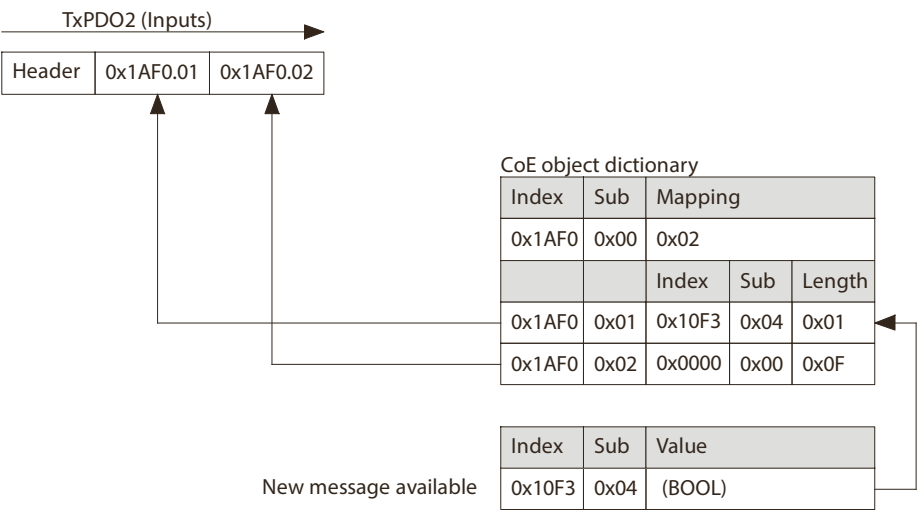 TxPDO2 (Inputs)
Header 0x1AF0.01 0x1AF0.02
CoE object dictionary
Index Sub Mapping
0x1AF0 0x00 0x02
Index Sub Length
0x1AF0 0x01 0x10F3 0x04 0x01
0x1AF0 0x02 0x0000 0x00 0x0F
Index Sub Value
New message available 0x10F3 0x04 (BOOL)